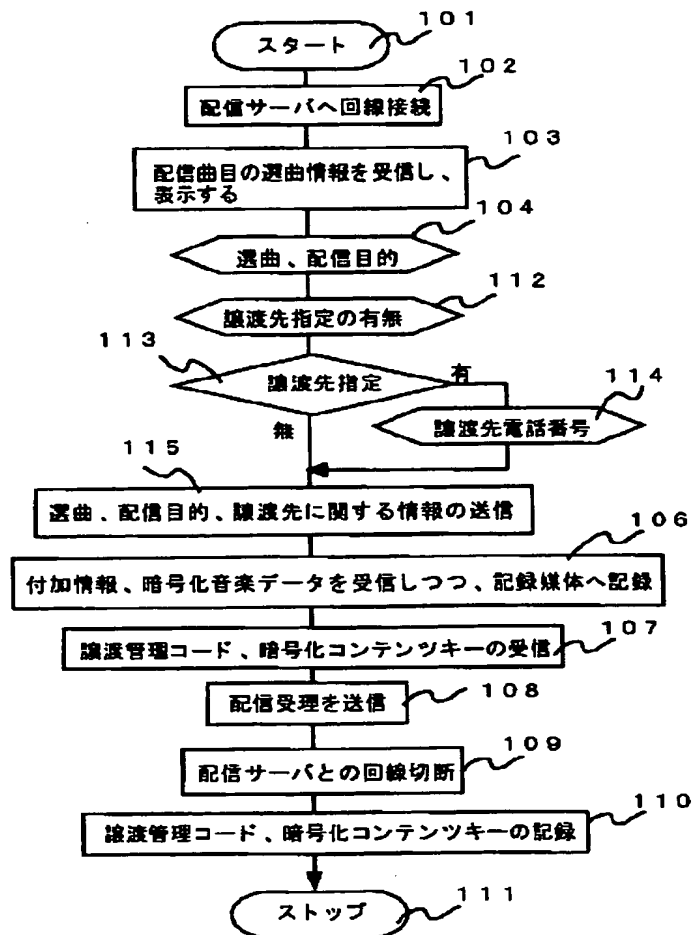 101
スタート
102
配信サーバへ回線接続
103
配信曲目の選曲情報を受信し、
表示する
104
選曲、配信目的
112
譲渡先指定の有無
113
譲渡先指定
有
114
無
譲渡先電話番号
115
選曲、配信目的、譲渡先に関する情報の送信
106
付加情報、暗号化音楽データを受信しつつ、記録媒体へ記録
107
譲渡管理コード、暗号化コンテンツキーの受信
108
配信受理を送信
109
配信サーバとの回線切断
110
譲渡管理コード、暗号化コンテンツキーの記録
111
ストップ